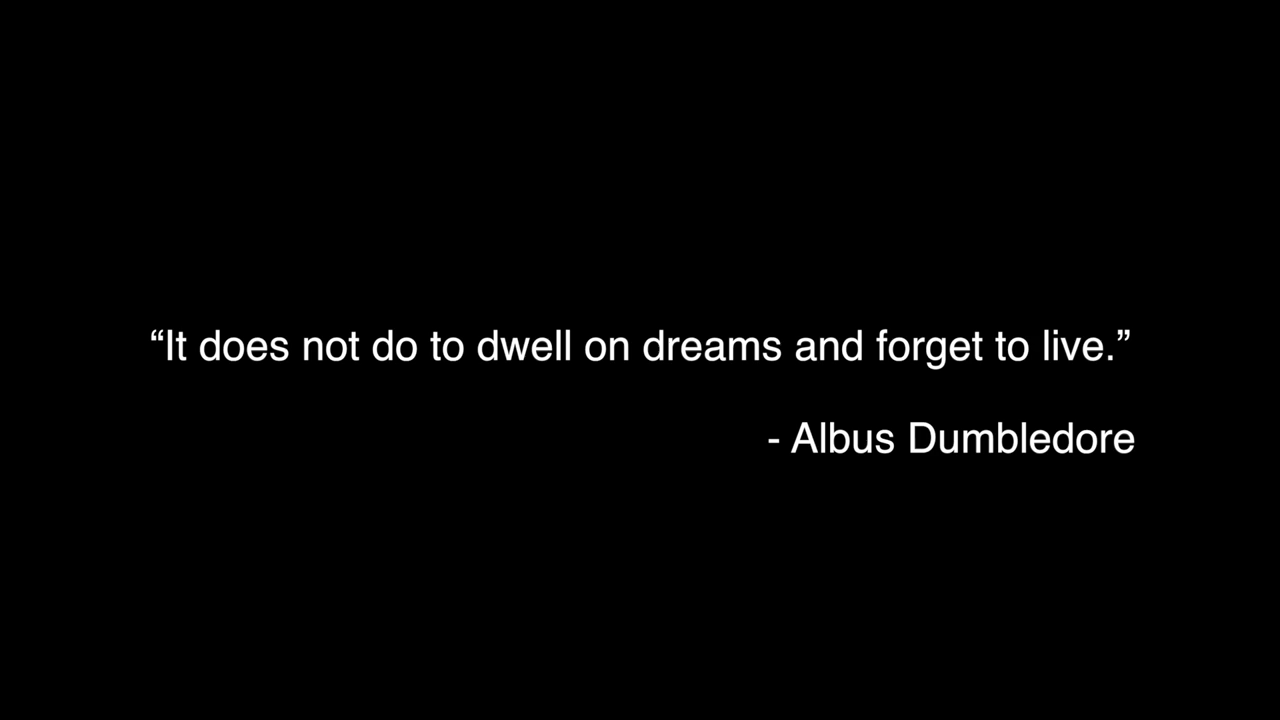 “It does not do to dwell on dreams and forget to live.”
- Albus Dumbledore